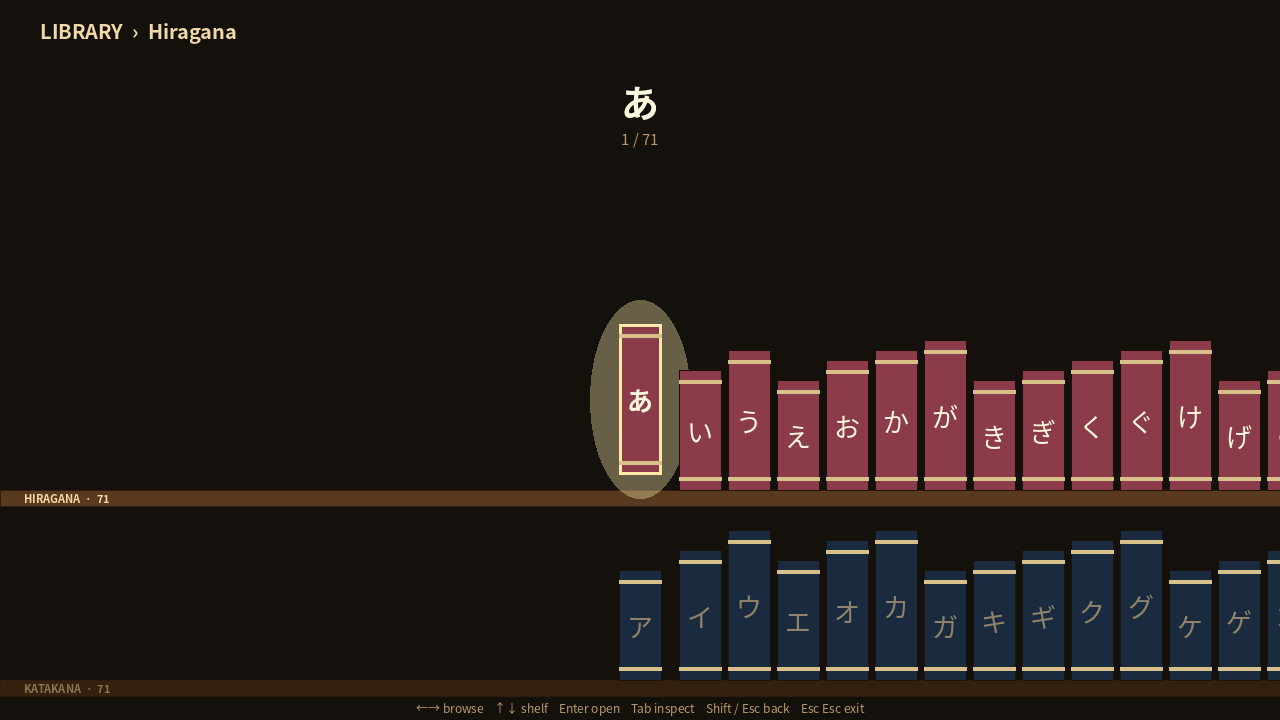 LIBRARY › Hiragana
あ
1 / 71
あ い う え お か が き ぎ く ぐ け げ
HIRAGANA · 71
ア イ ウ エ オ カ ガ キ ギ ク グ ケ ゲ
KATAKANA · 71
←→ browse ↑↓ shelf Enter open Tab inspect Shift / Esc back Esc Esc exit